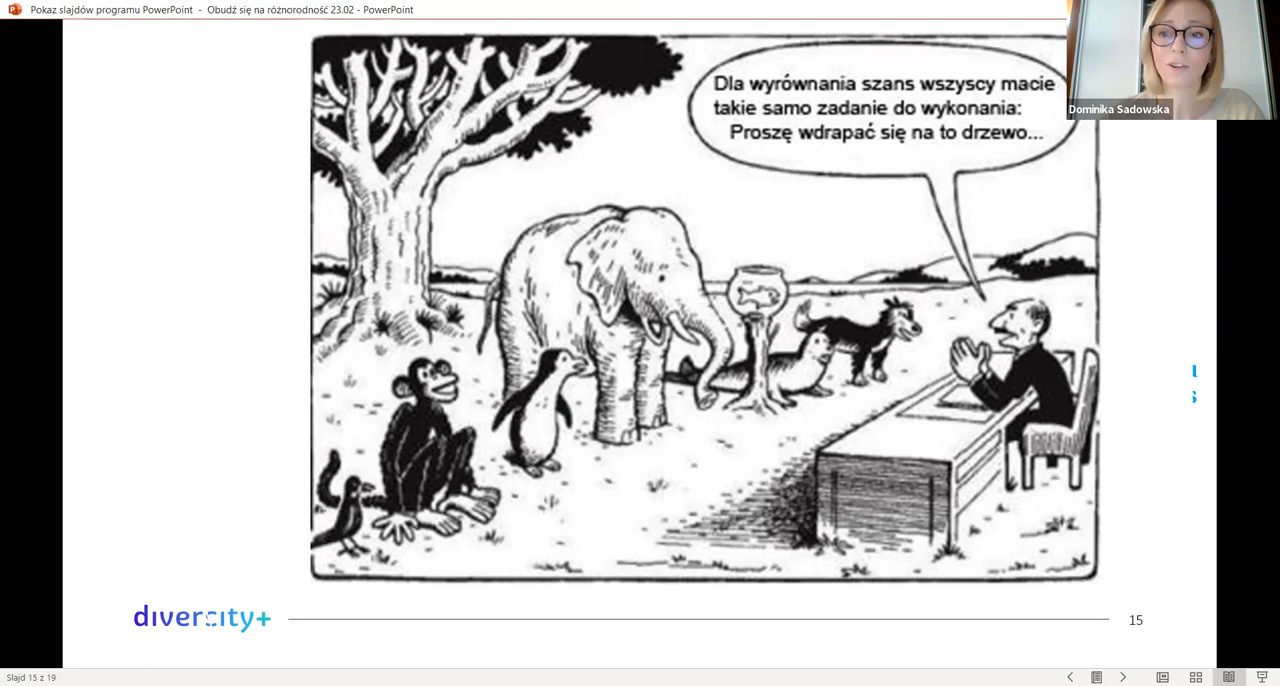 Pokaz slajdów programu PowerPoint - Obudź się na różnorodność 23.02 - PowerPoint
Dla wyrównania szans wszyscy macie
takie samo zadanie do wykonania:
Proszę wdrapać się na to drzewo...
Dominika Sadowska
divercity+
15
Slajd 15 z 19